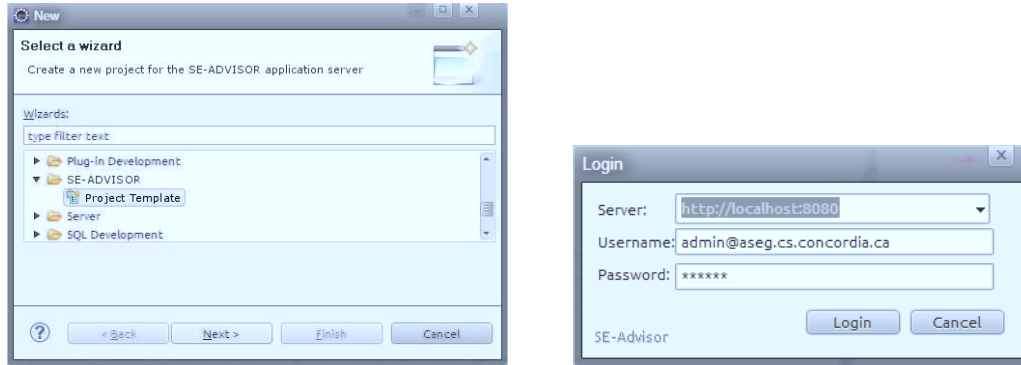 New
Select a wizard
Create a new project for the SE-ADVISOR application server
Wizards:
type filter text
Plug-in Development
SE-ADVISOR
Project Template
Server
SQL Development
< Back Next > Finish Cancel
Login
Server: http://localhost:8080
Username: admin@aseg.cs.concordia.ca
Password: ******
Login Cancel
SE-Advisor